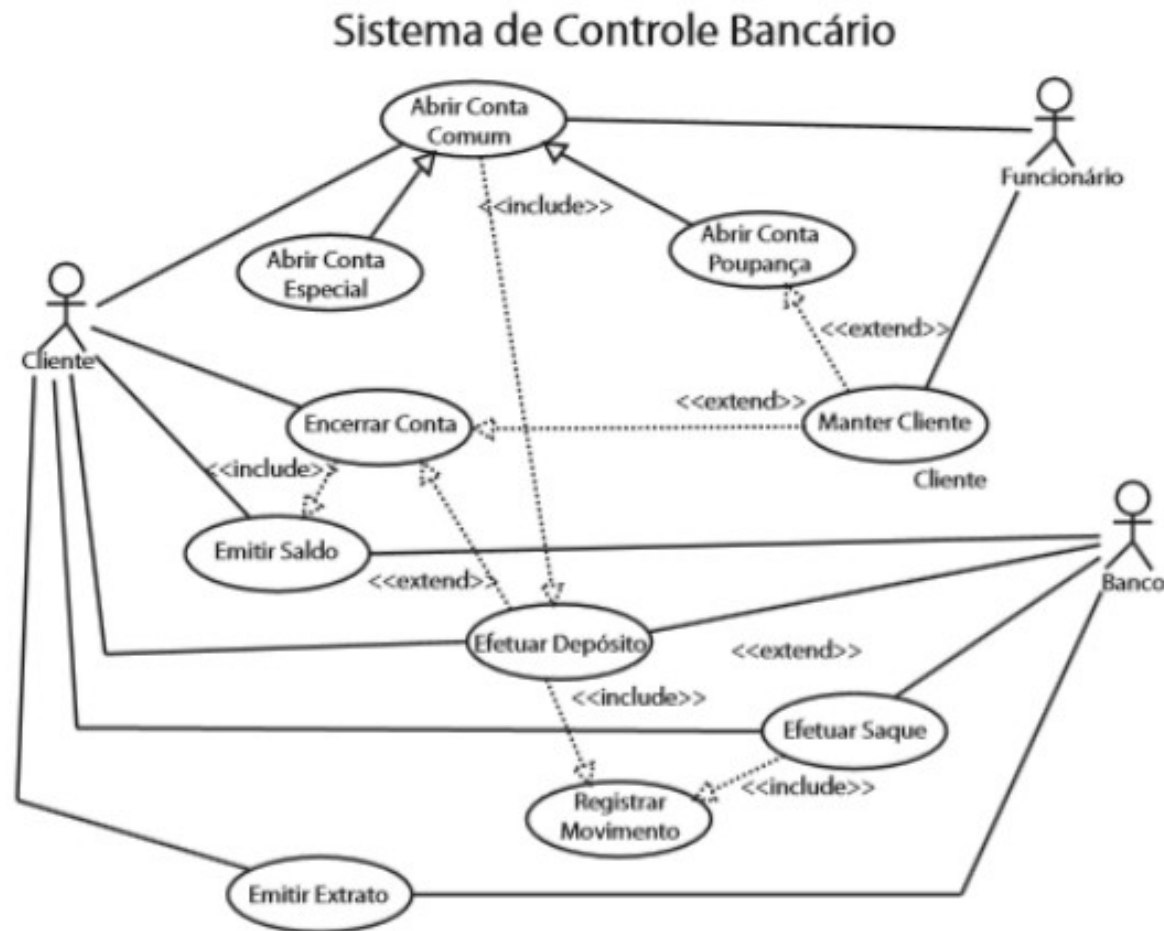 Sistema de Controle Bancário
Abrir Conta
Comum
Funcionário
<<include>>
Abrir Conta
Poupança
Abrir Conta
Especial
<<extend>>
Cliente
<<extend>>
Encerrar Conta
Manter Cliente
<<include>>
Cliente
Emitir Saldo
<<extend>>
Banco
Efetuar Depósito
<<extend>>
<<include>>
Efetuar Saque
<<include>>
Registrar
Movimento
Emitir Extrato